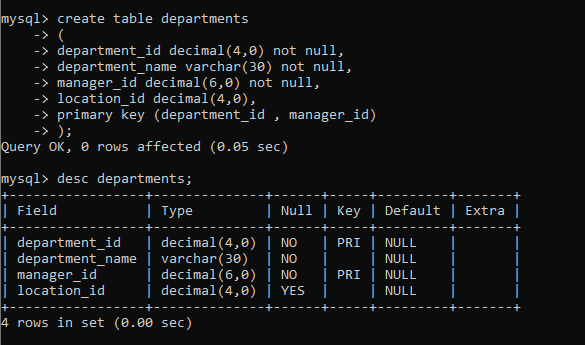 mysql> create table departments
    -> (
    -> department_id decimal(4,0) not null,
    -> department_name varchar(30) not null,
    -> manager_id decimal(6,0) not null,
    -> location_id decimal(4,0),
    -> primary key (department_id , manager_id)
    -> );
Query OK, 0 rows affected (0.05 sec)

mysql> desc departments;
+-----------------+--------------+------+-----+---------+-------+
| Field           | Type         | Null | Key | Default | Extra |
+-----------------+--------------+------+-----+---------+-------+
| department_id   | decimal(4,0) | NO   | PRI | NULL    |       |
| department_name | varchar(30)  | NO   |     | NULL    |       |
| manager_id      | decimal(6,0) | NO   | PRI | NULL    |       |
| location_id     | decimal(4,0) | YES  |     | NULL    |       |
+-----------------+--------------+------+-----+---------+-------+
4 rows in set (0.00 sec)